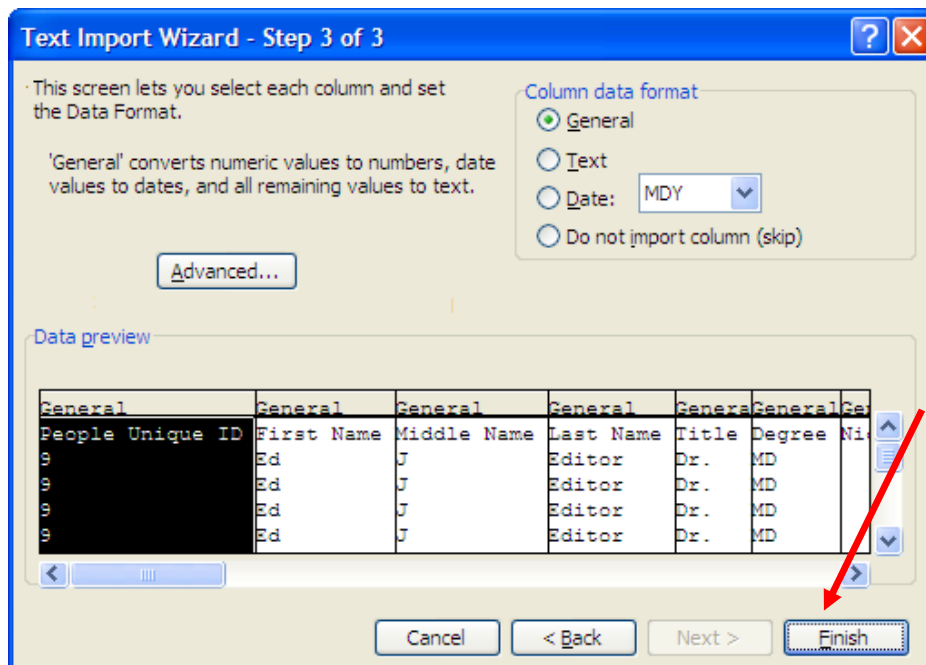 Text Import Wizard - Step 3 of 3
This screen lets you select each column and set
the Data Format.
'General' converts numeric values to numbers, date
values to dates, and all remaining values to text.
Advanced...
Column data format
General
Text
Date: MDY
Do not import column (skip)
Data preview
General General General General Genera General Ge
People Unique ID First Name Middle Name Last Name Title Degree Ni
9 Ed J Editor Dr. MD
9 Ed J Editor Dr. MD
9 Ed J Editor Dr. MD
9 Ed J Editor Dr. MD
Cancel < Back Next > Finish